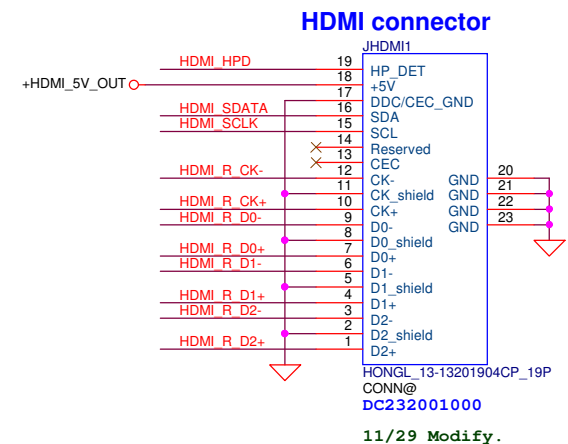 HDMI connector
JHDMI1
HDMI_HPD 19 HP_DET
+HDMI_5V_OUT 18 +5V
17 DDC/CEC_GND
HDMI_SDATA 16 SDA
HDMI_SCLK 15 SCL
14 Reserved
13 CEC
HDMI_R_CK- 12 CK- GND 20
11 CK_shield GND 21
HDMI_R_CK+ 10 CK+ GND 22
HDMI_R_D0- 9 D0- GND 23
8 D0_shield
HDMI_R_D0+ 7 D0+
HDMI_R_D1- 6 D1-
5 D1_shield
HDMI_R_D1+ 4 D1+
HDMI_R_D2- 3 D2-
2 D2_shield
HDMI_R_D2+ 1 D2+
HONGL_13-13201904CP_19P
CONN@
DC232001000
11/29 Modify.